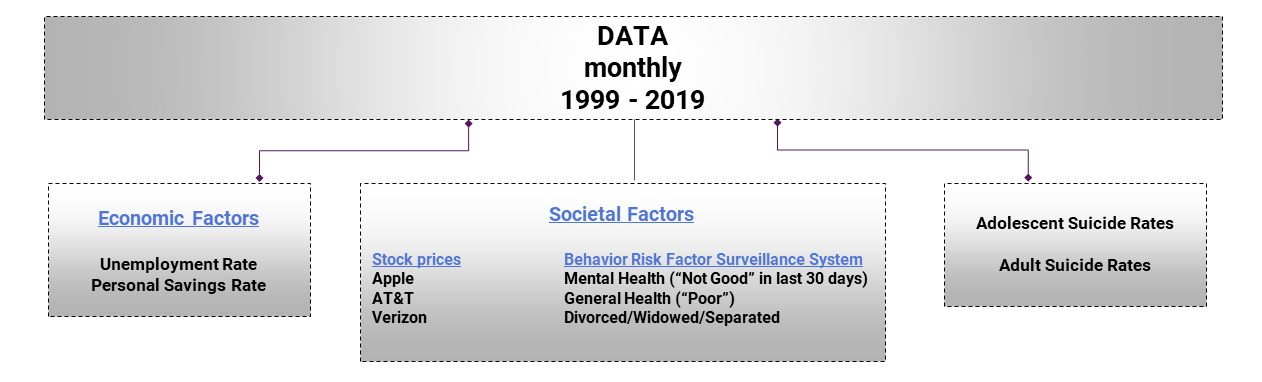 DATA
monthly
1999 - 2019
Economic Factors
Unemployment Rate
Personal Savings Rate
Societal Factors
Stock prices
Apple
AT&T
Verizon
Behavior Risk Factor Surveillance System
Mental Health (“Not Good” in last 30 days)
General Health (“Poor”)
Divorced/Widowed/Separated
Adolescent Suicide Rates
Adult Suicide Rates